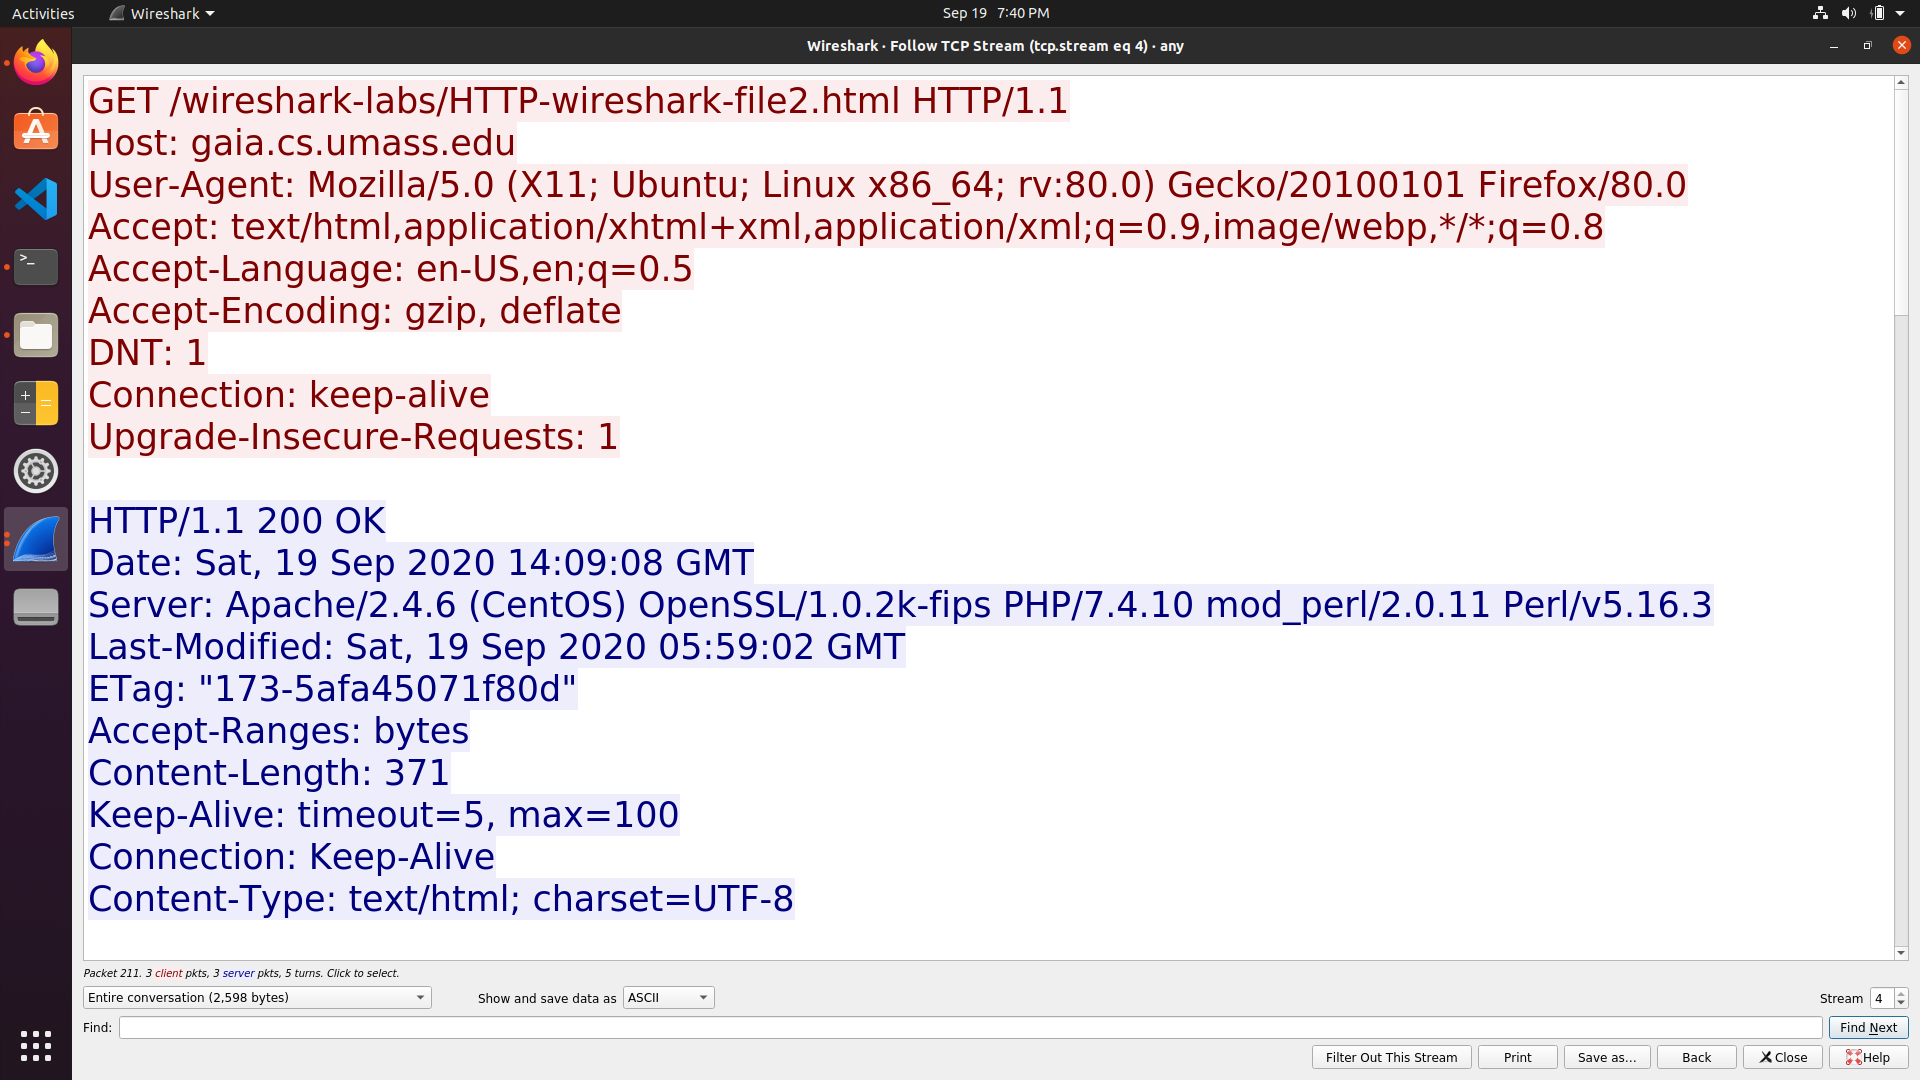 Activities
Wireshark
Sep 19 7:40 PM
Wireshark · Follow TCP Stream (tcp.stream eq 4) · any
GET /wireshark-labs/HTTP-wireshark-file2.html HTTP/1.1
Host: gaia.cs.umass.edu
User-Agent: Mozilla/5.0 (X11; Ubuntu; Linux x86_64; rv:80.0) Gecko/20100101 Firefox/80.0
Accept: text/html,application/xhtml+xml,application/xml;q=0.9,image/webp,*/*;q=0.8
Accept-Language: en-US,en;q=0.5
Accept-Encoding: gzip, deflate
DNT: 1
Connection: keep-alive
Upgrade-Insecure-Requests: 1
HTTP/1.1 200 OK
Date: Sat, 19 Sep 2020 14:09:08 GMT
Server: Apache/2.4.6 (CentOS) OpenSSL/1.0.2k-fips PHP/7.4.10 mod_perl/2.0.11 Perl/v5.16.3
Last-Modified: Sat, 19 Sep 2020 05:59:02 GMT
ETag: "173-5afa45071f80d"
Accept-Ranges: bytes
Content-Length: 371
Keep-Alive: timeout=5, max=100
Connection: Keep-Alive
Content-Type: text/html; charset=UTF-8
Packet 211. 3 client pkts, 3 server pkts, 5 turns. Click to select.
Entire conversation (2,598 bytes)
Show and save data as
ASCII
Stream 4
Find:
Find Next
Filter Out This Stream
Print
Save as…
Back
Close
Help